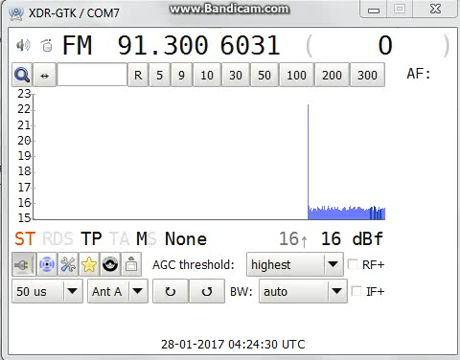 www.Bandicam.com
XDR-GTK / COM7
FM 91.300 6031 ( 0 )
R 5 9 10 30 50 100 200 300 AF:
23
22
21
20
19
18
17
16
15
ST RDS TP TA MS None 16↑ 16 dBf
AGC threshold: highest RF+
50 us Ant A BW: auto IF+
28-01-2017 04:24:30 UTC